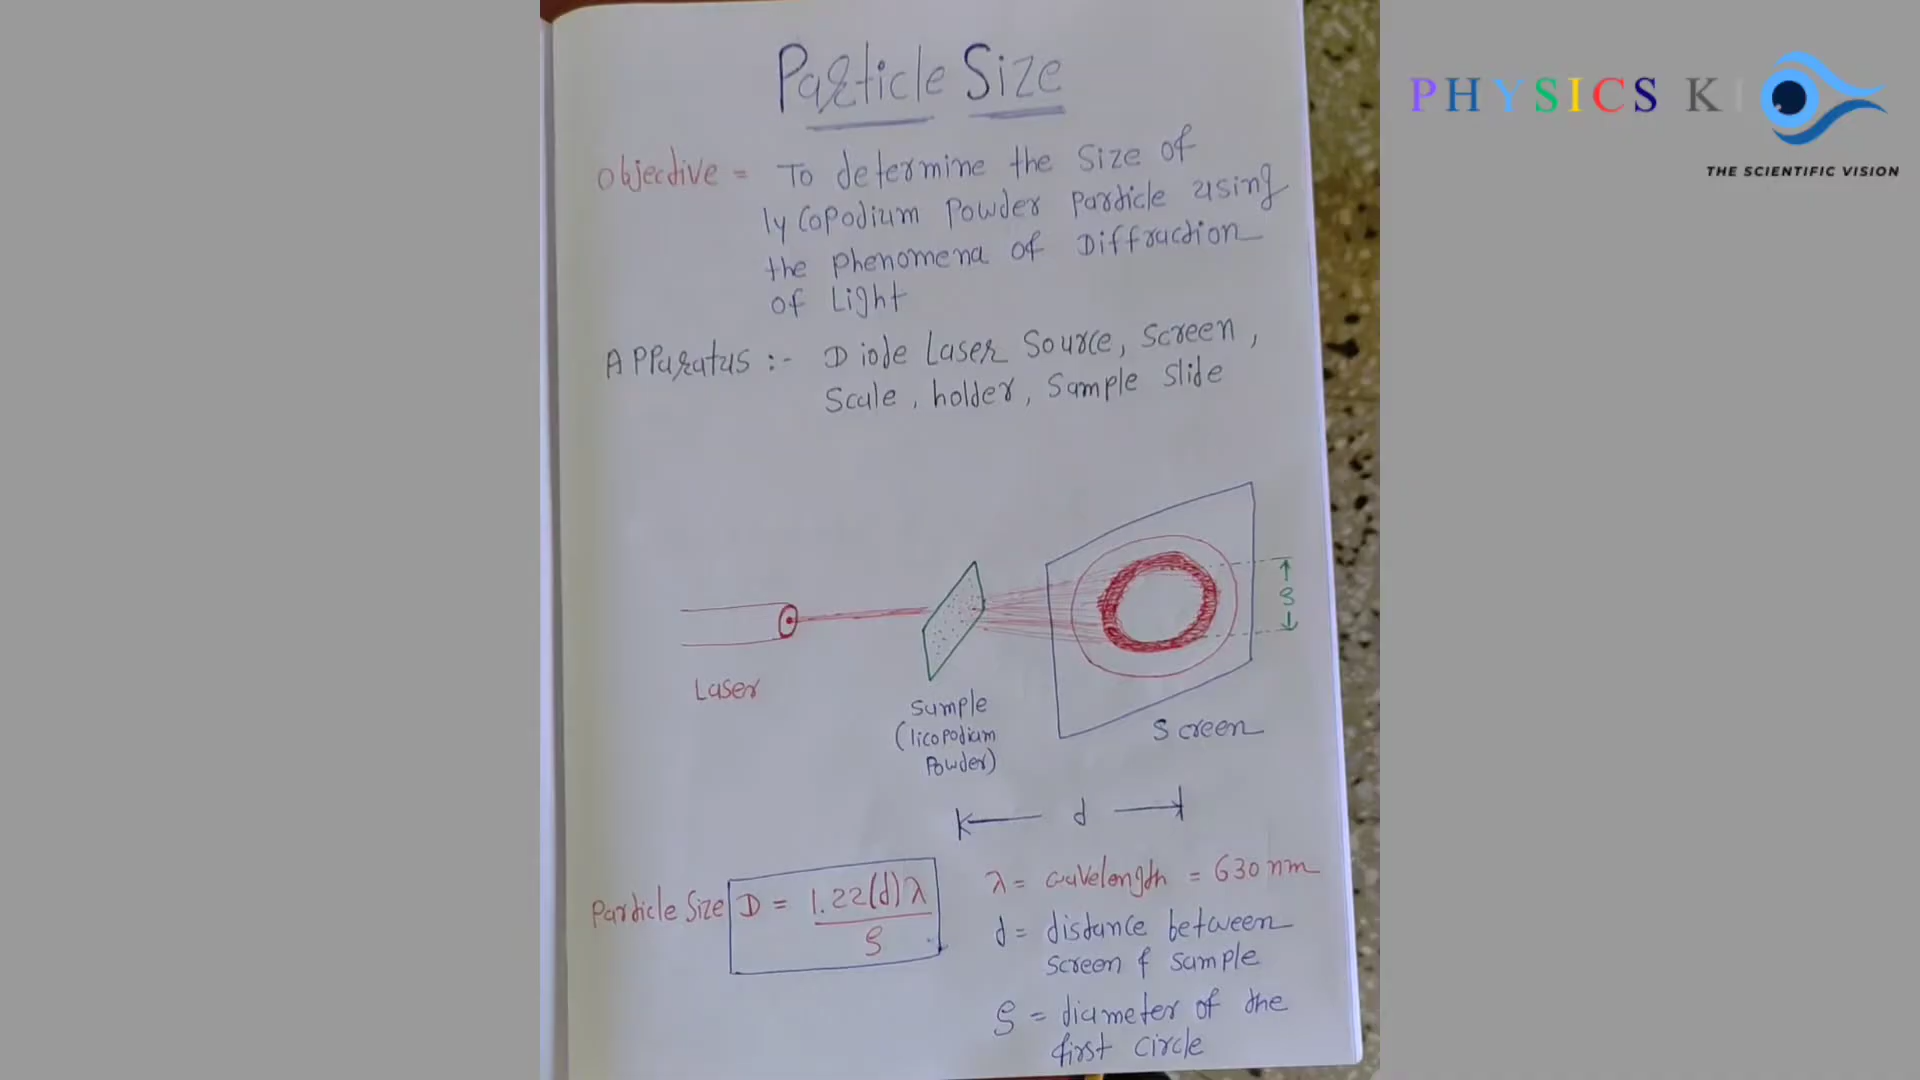 Particle Size
PHYSICS K
THE SCIENTIFIC VISION
Objective = To determine the size of
lycopodium Powder Particle using
the phenomena of Diffraction
of Light
APParatus :- Diode Laser Source, Screen,
Scale, holder, Sample Slide
S
Laser
Sample
(licopodium
Powder)
Screen
d
Particle Size D = 1.22(d)λ
S
λ = wavelength = 630 nm
d = distance between
screen & sample
S = diameter of the
first circle